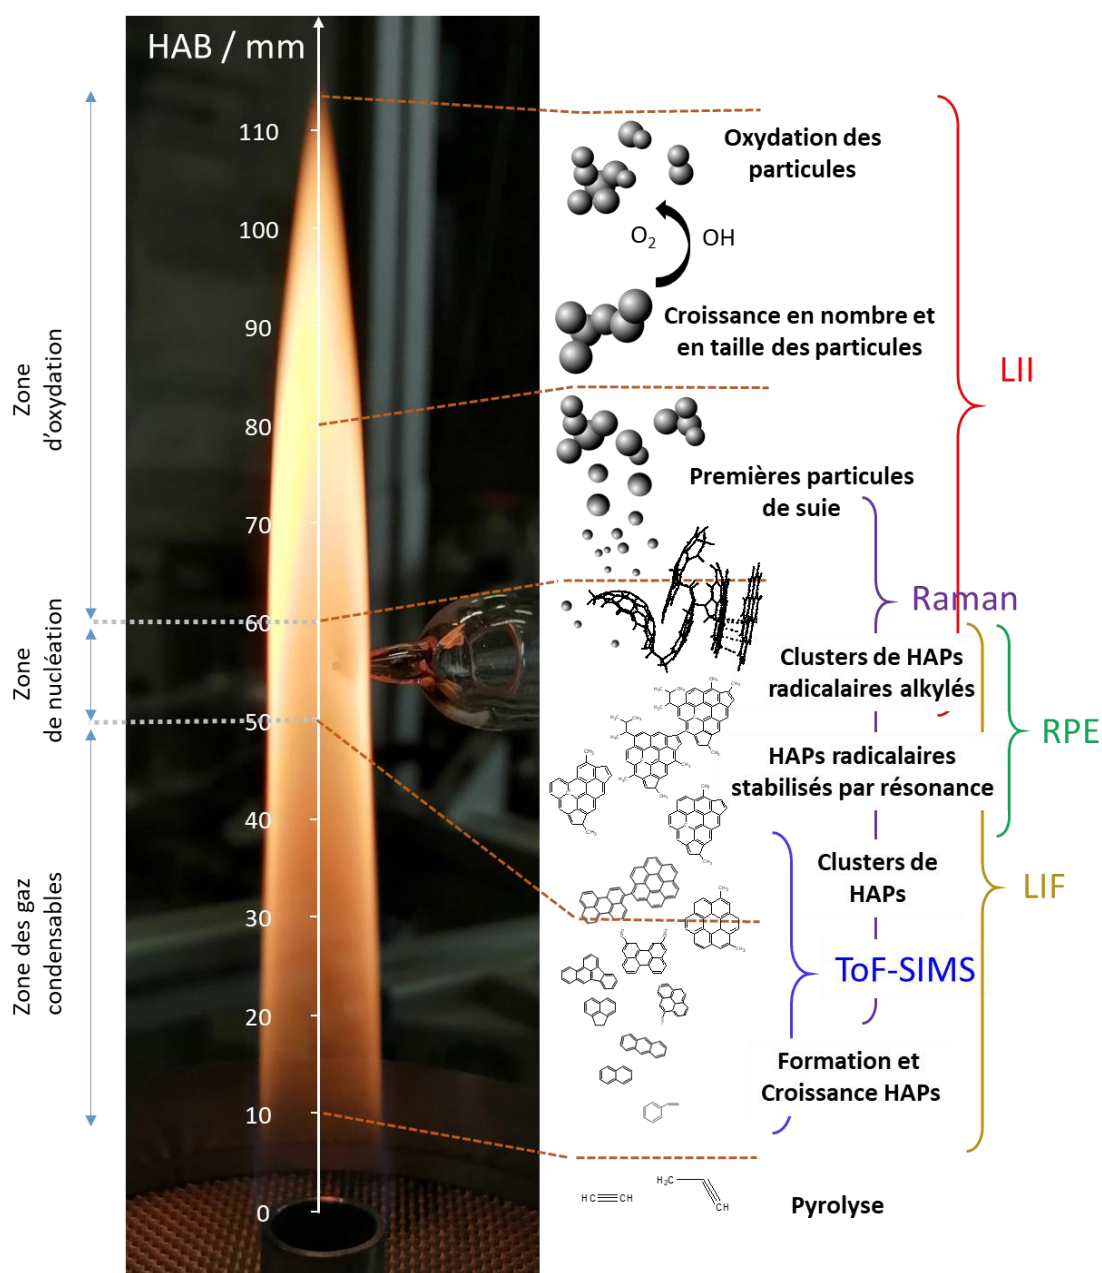 HAB / mm
110
100
90
80
70
60
50
40
30
20
10
0
Zone
d'oxydation
Zone
de nucléation
Zone des gaz
condensables
Oxydation des
particules
O2
OH
Croissance en nombre et
en taille des particules
LII
Premières particules
de suie
Raman
Clusters de HAPs
radicalaires alkylés
RPE
HAPs radicalaires
stabilisés par résonance
Clusters de
HAPs
LIF
ToF-SIMS
Formation et
Croissance HAPs
HC
CH
H2C
CH
Pyrolyse